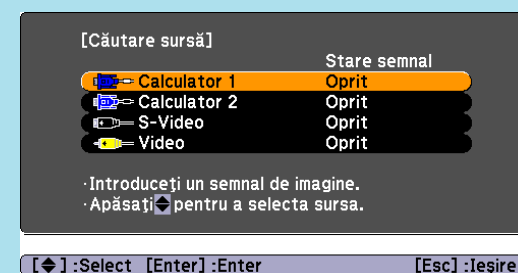 [Căutare sursă]
Stare semnal
Calculator 1 Oprit
Calculator 2 Oprit
S-Video Oprit
Video Oprit
·Introduceţi un semnal de imagine.
·Apăsaţi pentru a selecta sursa.
[ ] :Select [Enter] :Enter [Esc] :Ieşire